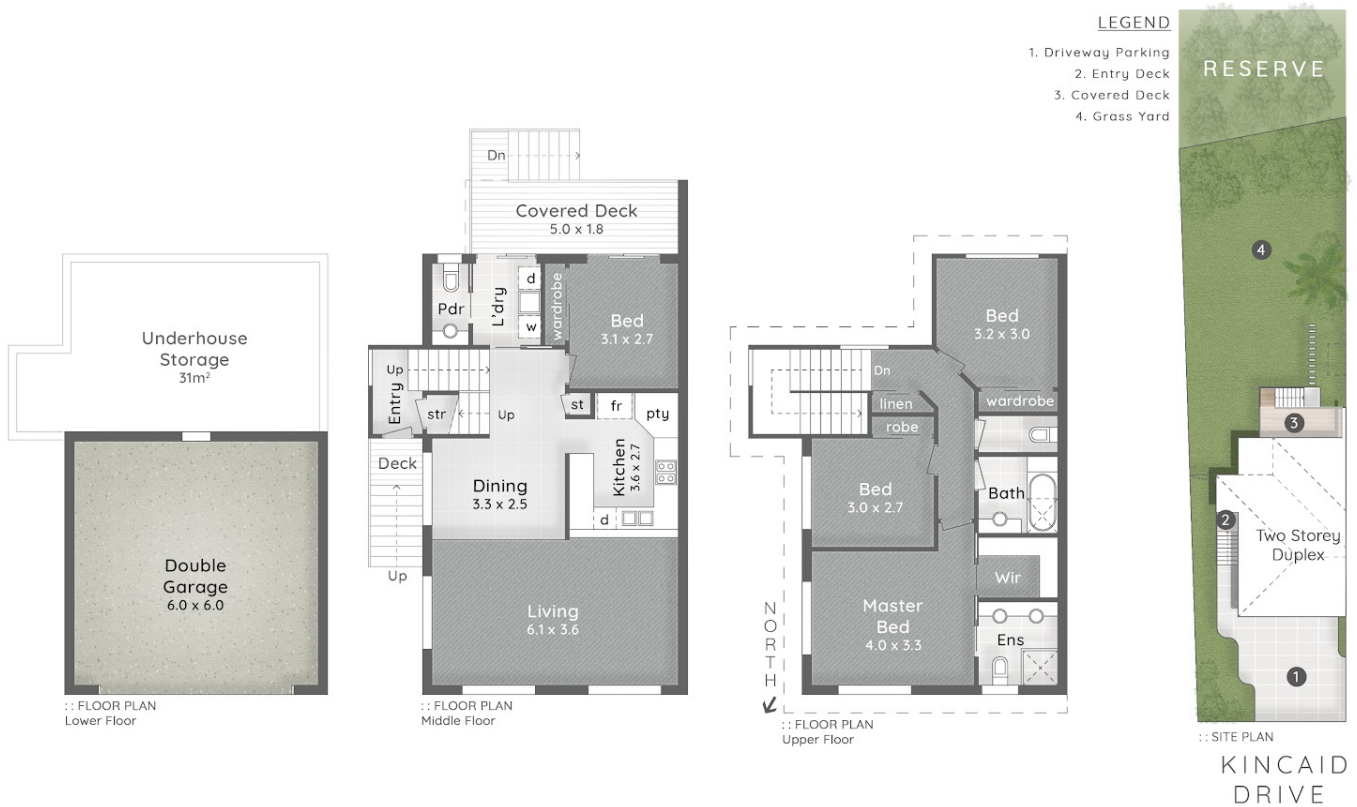 LEGEND
1. Driveway Parking
2. Entry Deck
3. Covered Deck
4. Grass Yard
RESERVE
Underhouse
Storage
31m²
Double
Garage
6.0 x 6.0
:: FLOOR PLAN
Lower Floor
Dn
Covered Deck
5.0 x 1.8
Pdr
L'dry
d
w
wardrobe
Bed
3.1 x 2.7
Up
Entry
str
Up
st
fr
pty
Kitchen
3.6 x 2.7
d
Deck
Up
Dining
3.3 x 2.5
Living
6.1 x 3.6
:: FLOOR PLAN
Middle Floor
Bed
3.2 x 3.0
wardrobe
Dn
linen
robe
Bed
3.0 x 2.7
Bath
Wir
Master
Bed
4.0 x 3.3
Ens
NORTH
:: FLOOR PLAN
Upper Floor
4
3
2
Two Storey
Duplex
1
:: SITE PLAN
KINCAID
DRIVE